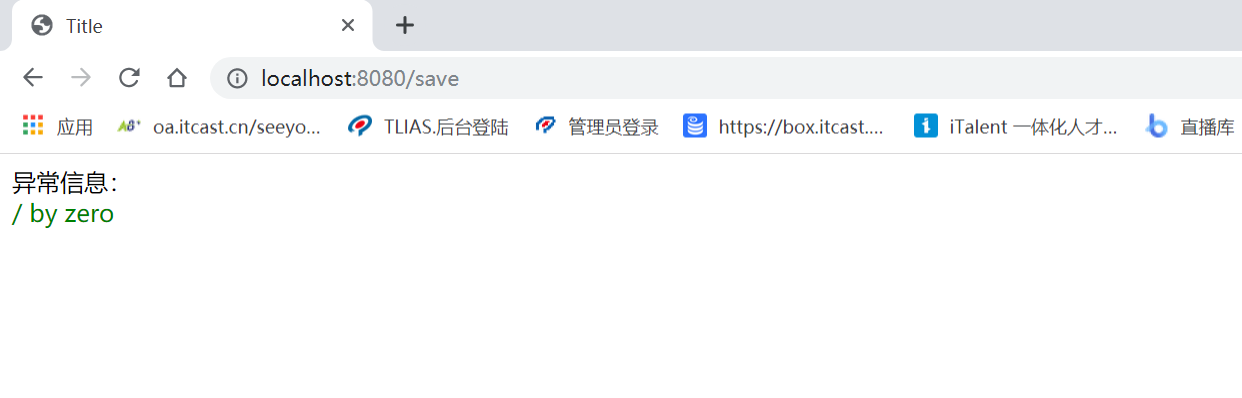 Title
localhost:8080/save
应用 oa.itcast.cn/seeyo... TLIAS.后台登陆 管理员登录 https://box.itcast.... iTalent 一体化人才... 直播库
异常信息：
/ by zero